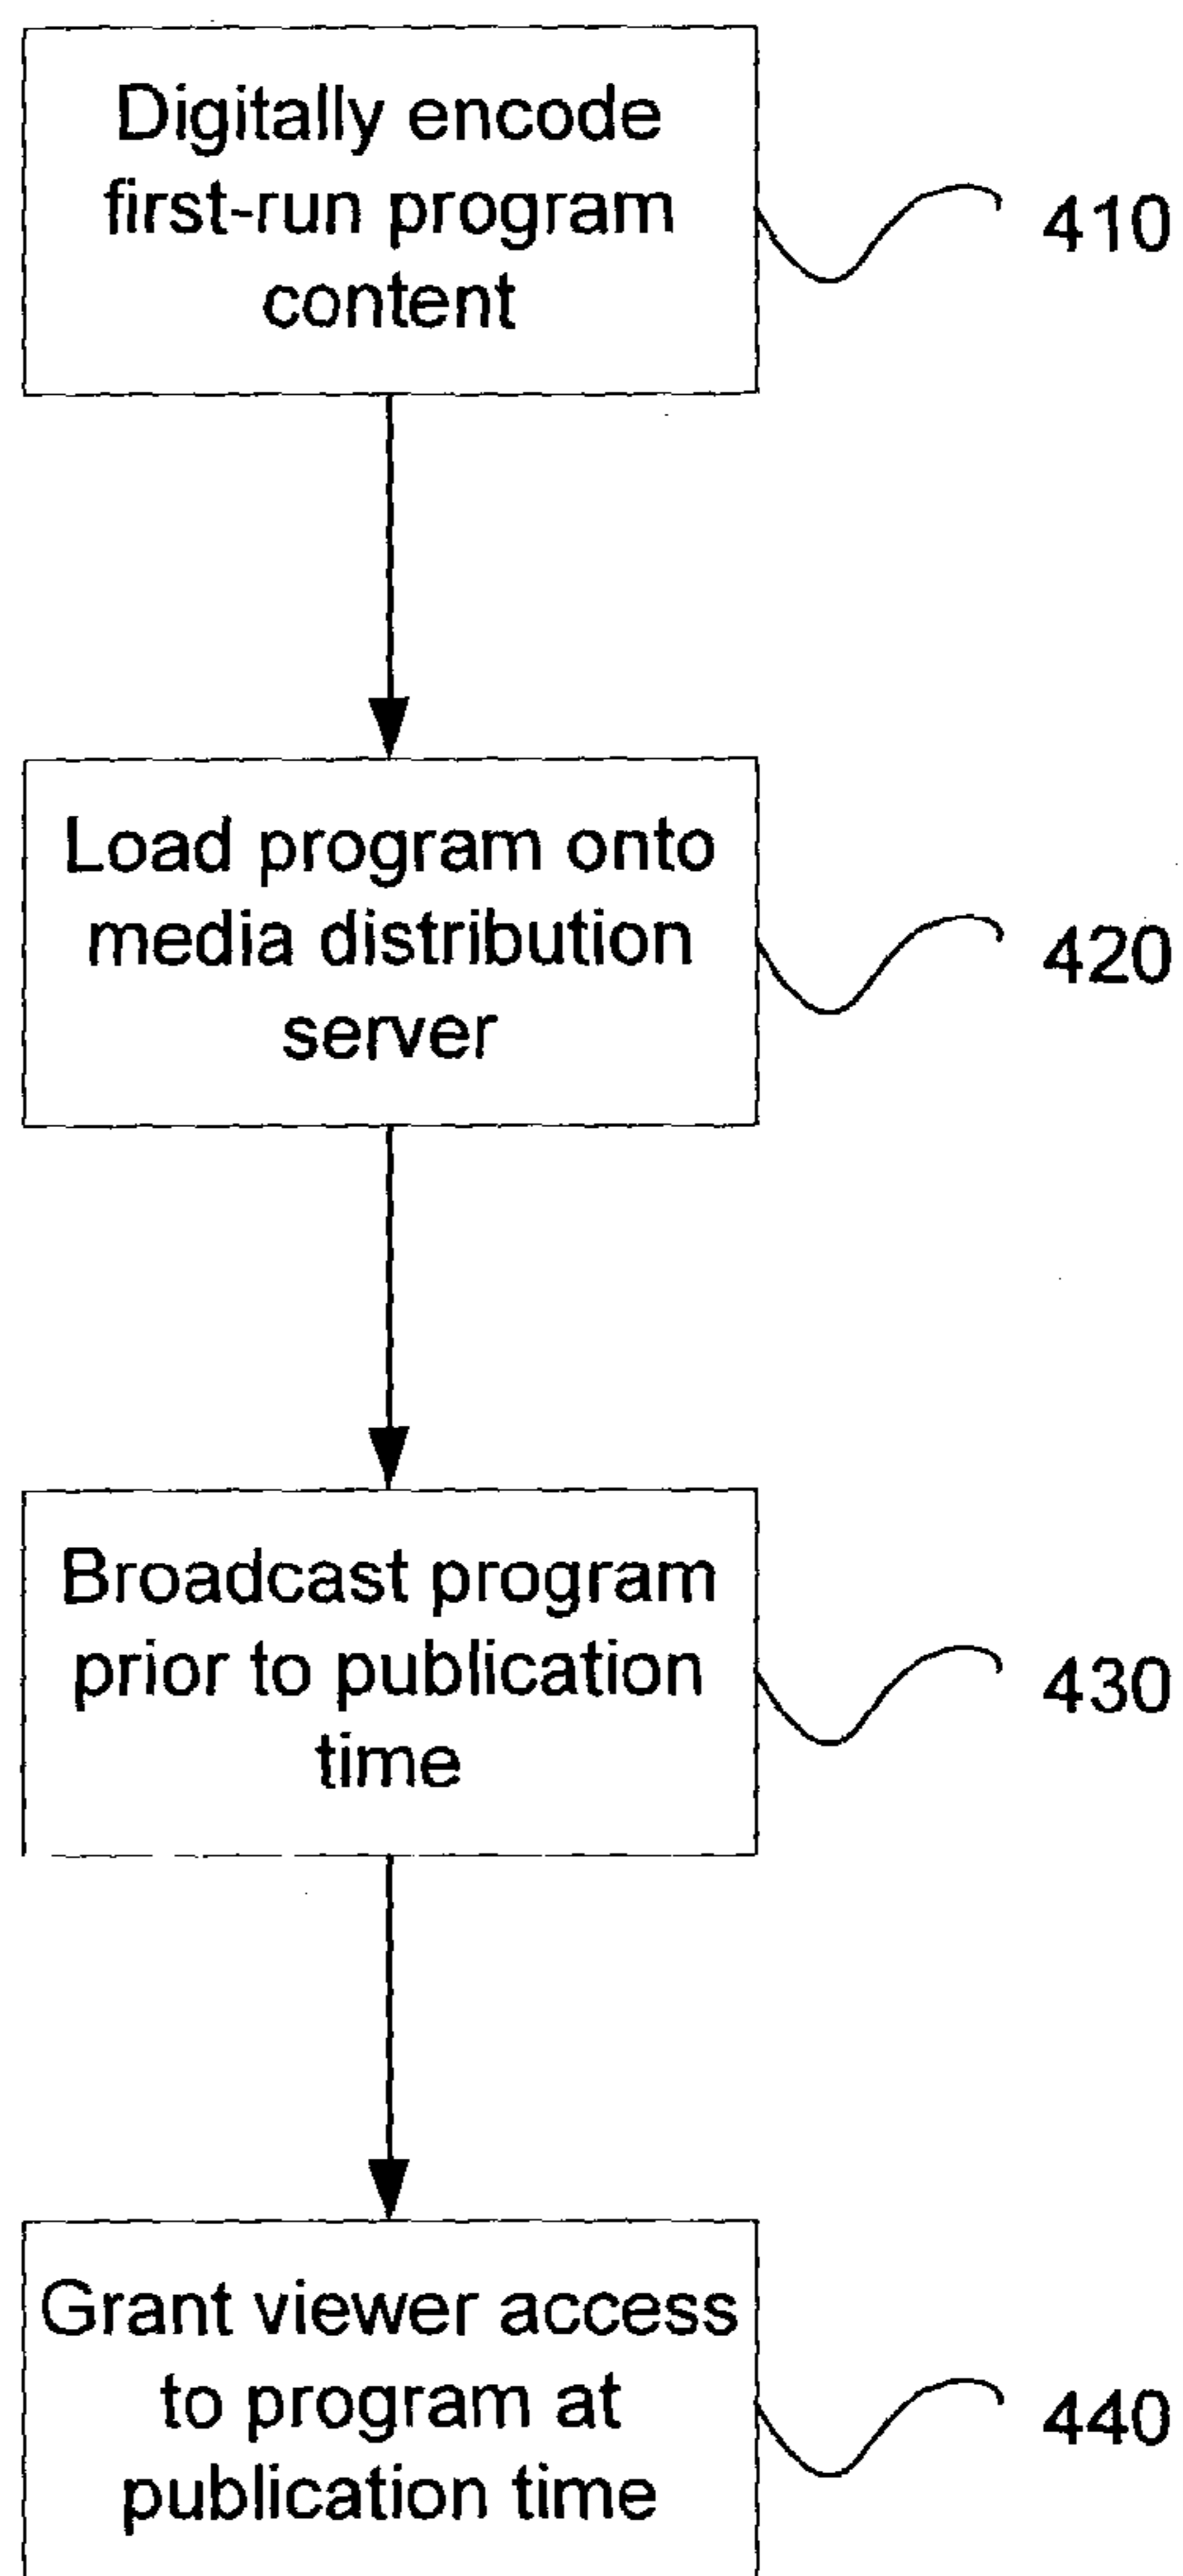 Digitally encode
first-run program
content
410
Load program onto
media distribution
server
420
Broadcast program
prior to publication
time
430
Grant viewer access
to program at
publication time
440